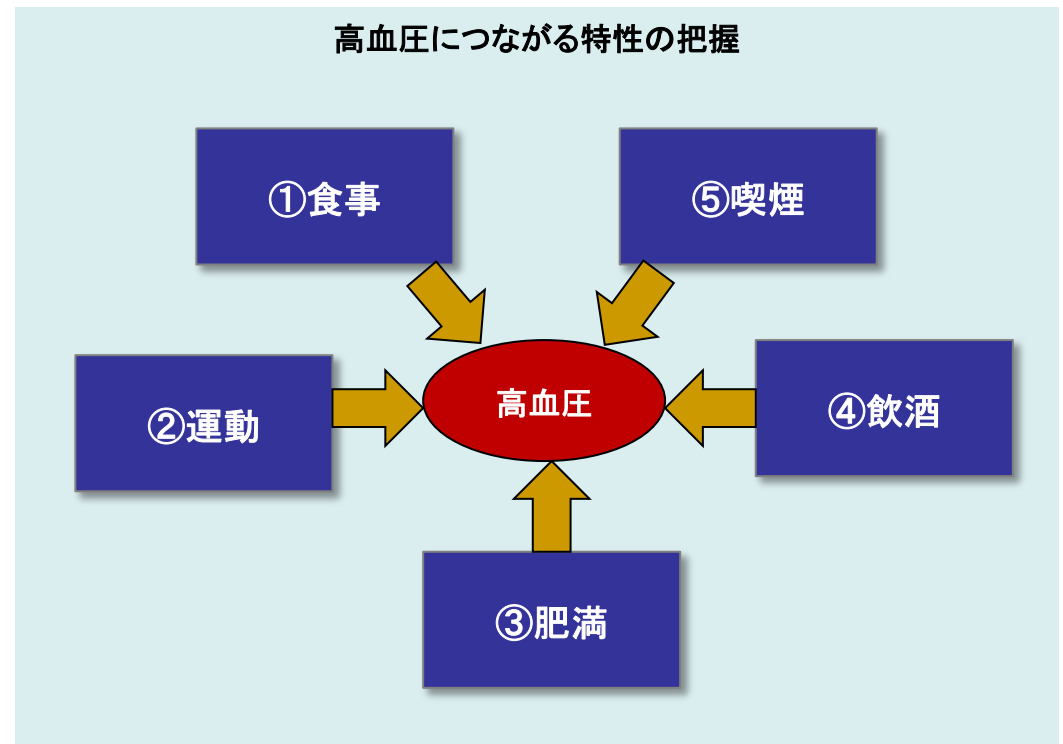 高血圧につながる特性の把握
①食事
⑤喫煙
高血圧
②運動
④飲酒
③肥満